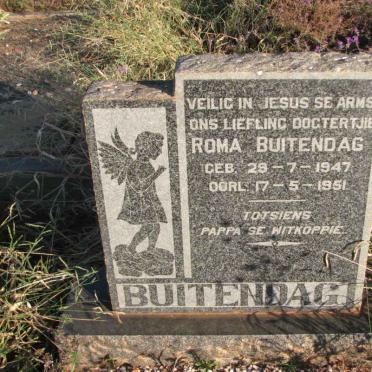 VEILIG IN JESUS SE ARMS
ONS LIEFLING DOGTERTJIE
ROMA BUITENDAG
GEB. 29-7-1947
OORL. 17-5-1951
TOTSIENS
PAPPA SE WITKOPPIE.
BUITENDAG